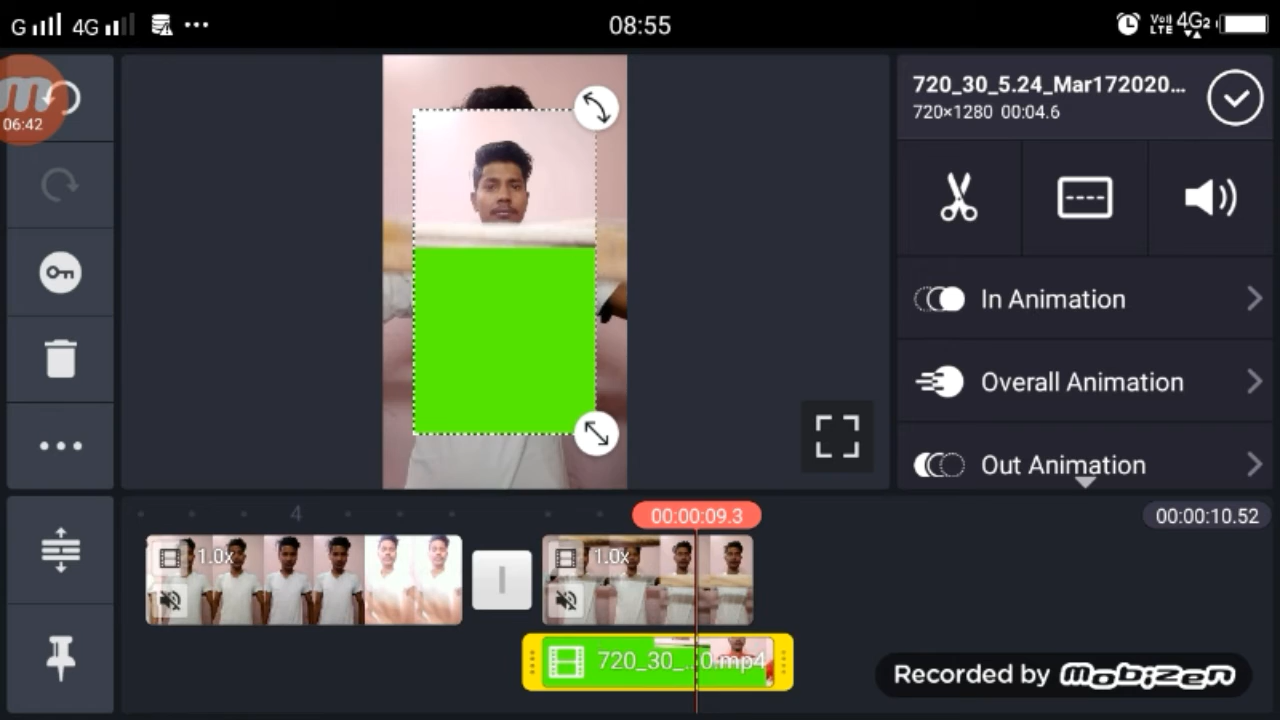 G 4G 08:55 VoII LTE 4G2
06:42
720_30_5.24_Mar172020...
720×1280 00:04.6
In Animation
Overall Animation
Out Animation
4 00:00:09.3 00:00:10.52
1.0x 1.0x
720_30_...0.mp4
Recorded by mobizen